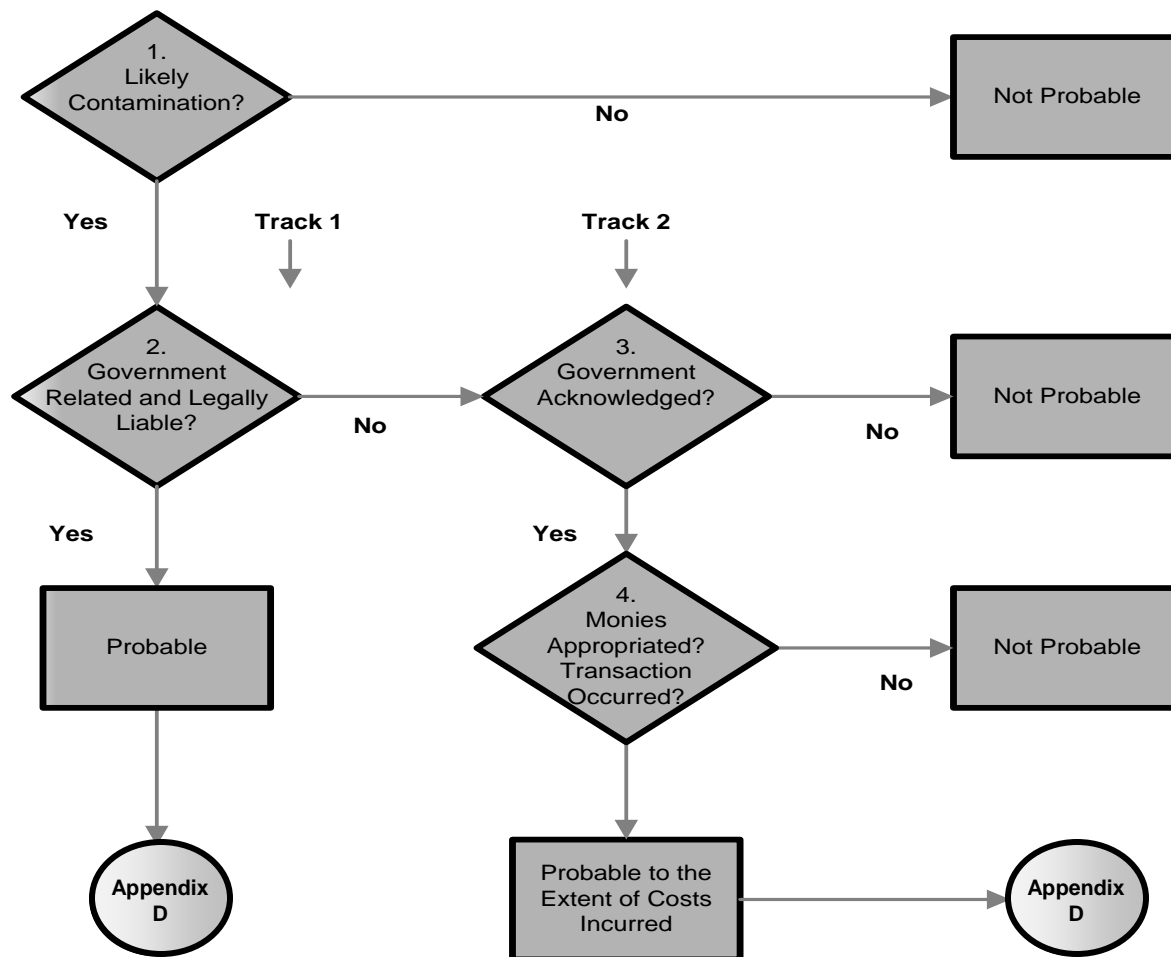 1.
Likely
Contamination?
No
Not Probable
Yes
Track 1
Track 2
2.
Government
Related and Legally
Liable?
No
3.
Government
Acknowledged?
No
Not Probable
Yes
Probable
Yes
4.
Monies
Appropriated?
Transaction
Occurred?
No
Not Probable
Appendix
D
Probable to the
Extent of Costs
Incurred
Appendix
D